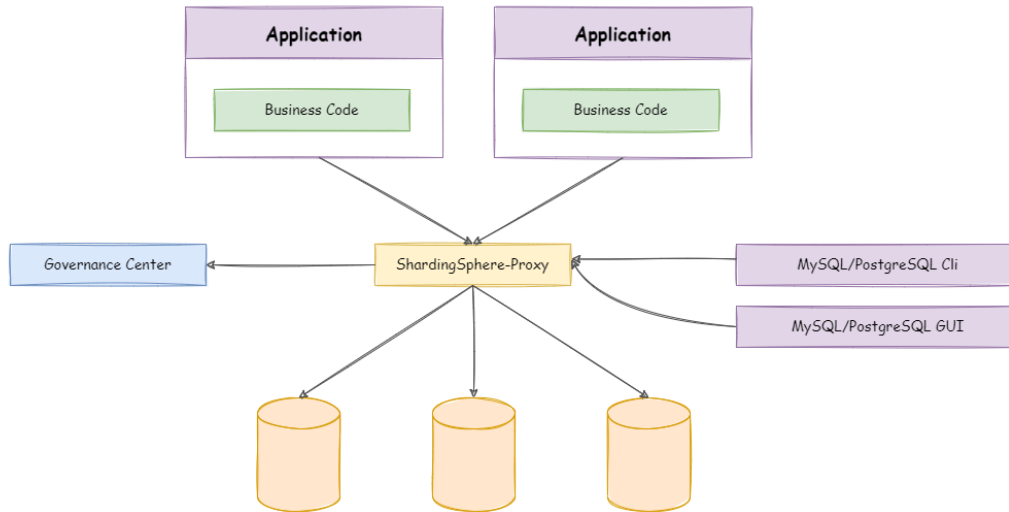 Application
Application
Business Code
Business Code
Governance Center
ShardingSphere-Proxy
MySQL/PostgreSQL Cli
MySQL/PostgreSQL GUI